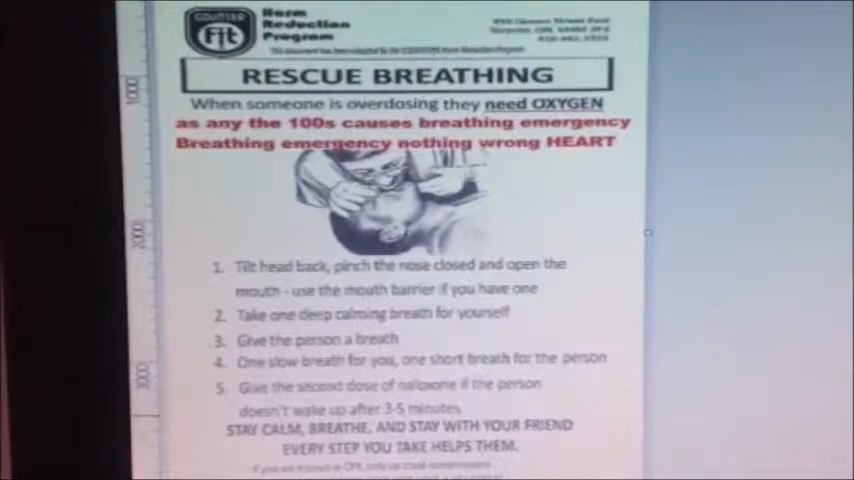 COUNTER
Fit
Harm
Reduction
Program
RESCUE BREATHING
When someone is overdosing they need OXYGEN
as any the 100s causes breathing emergency
Breathing emergency nothing wrong HEART
1. Tilt head back, pinch the nose closed and open the
mouth - use the mouth barrier if you have one
2. Take one deep calming breath for yourself
3. Give the person a breath
4. One slow breath for you, one short breath for the person
5. Give the second dose of naloxone if the person
doesn't wake up after 3-5 minutes
STAY CALM, BREATHE, AND STAY WITH YOUR FRIEND
EVERY STEP YOU TAKE HELPS THEM.
1000
2000
3000